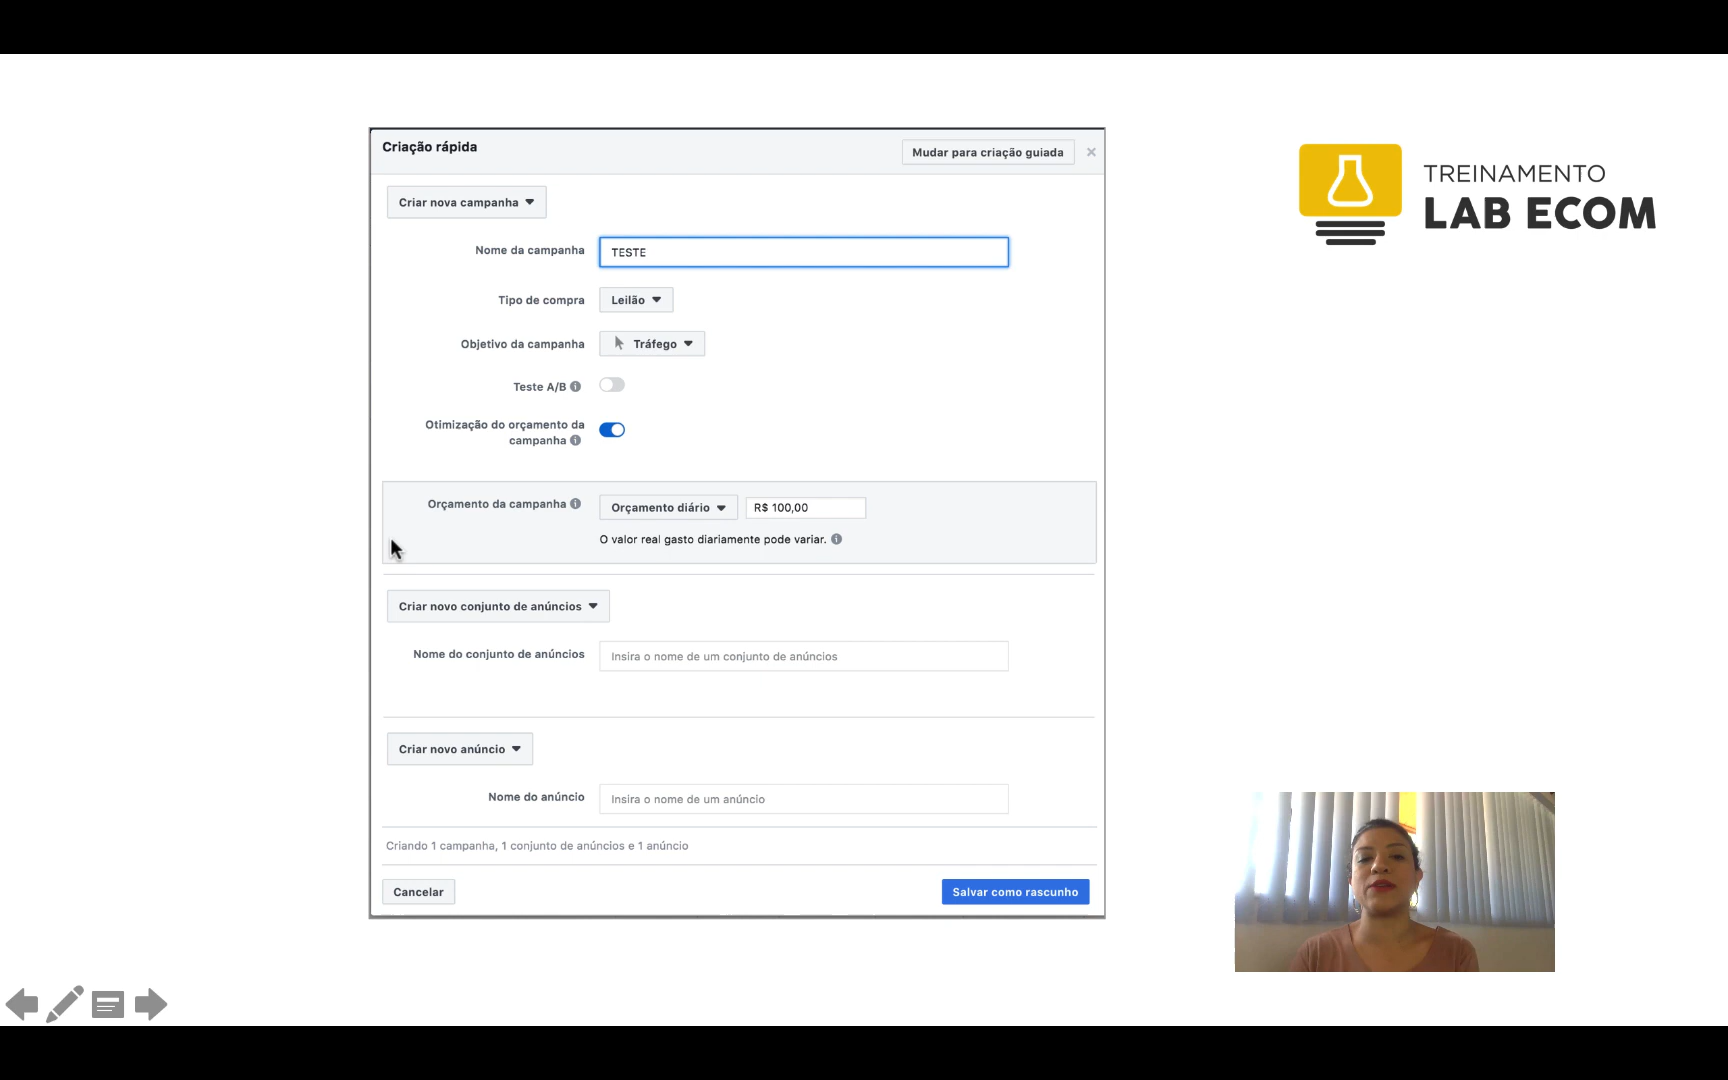 Criação rápida
Mudar para criação guiada
Criar nova campanha
Nome da campanha
TESTE
Tipo de compra
Leilão
Objetivo da campanha
Tráfego
Teste A/B
Otimização do orçamento da
campanha
Orçamento da campanha
Orçamento diário
R$ 100,00
O valor real gasto diariamente pode variar.
Criar novo conjunto de anúncios
Nome do conjunto de anúncios
Insira o nome de um conjunto de anúncios
Criar novo anúncio
Nome do anúncio
Insira o nome de um anúncio
Criando 1 campanha, 1 conjunto de anúncios e 1 anúncio
Cancelar
Salvar como rascunho
TREINAMENTO
LAB ECOM